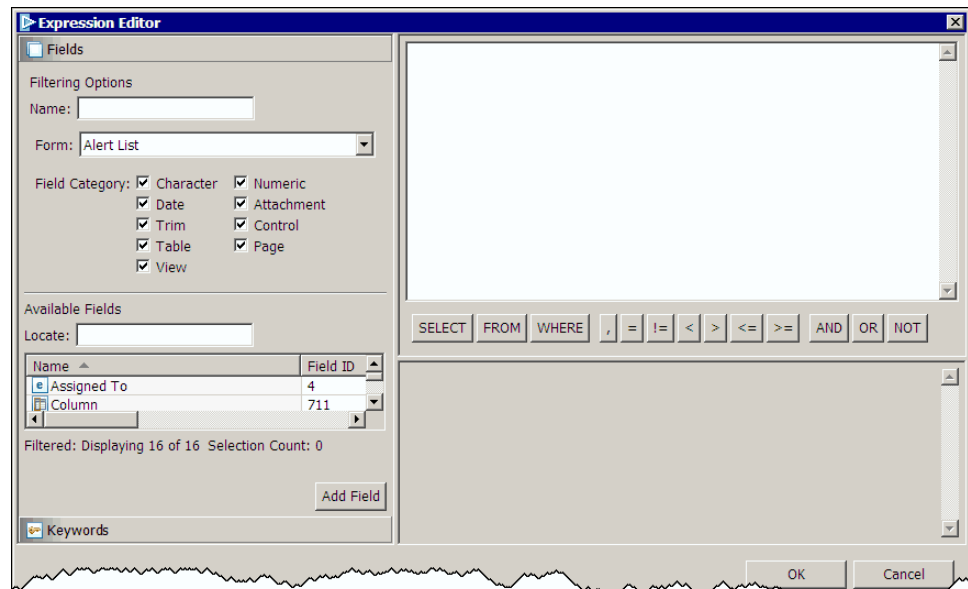 Expression Editor
Fields
Filtering Options
Name:
Form: Alert List
Field Category: Character Numeric
Date Attachment
Trim Control
Table Page
View
Available Fields
Locate:
Name Field ID
Assigned To 4
Column 711
Filtered: Displaying 16 of 16 Selection Count: 0
Add Field
Keywords
SELECT FROM WHERE , = != < > <= >= AND OR NOT
OK Cancel